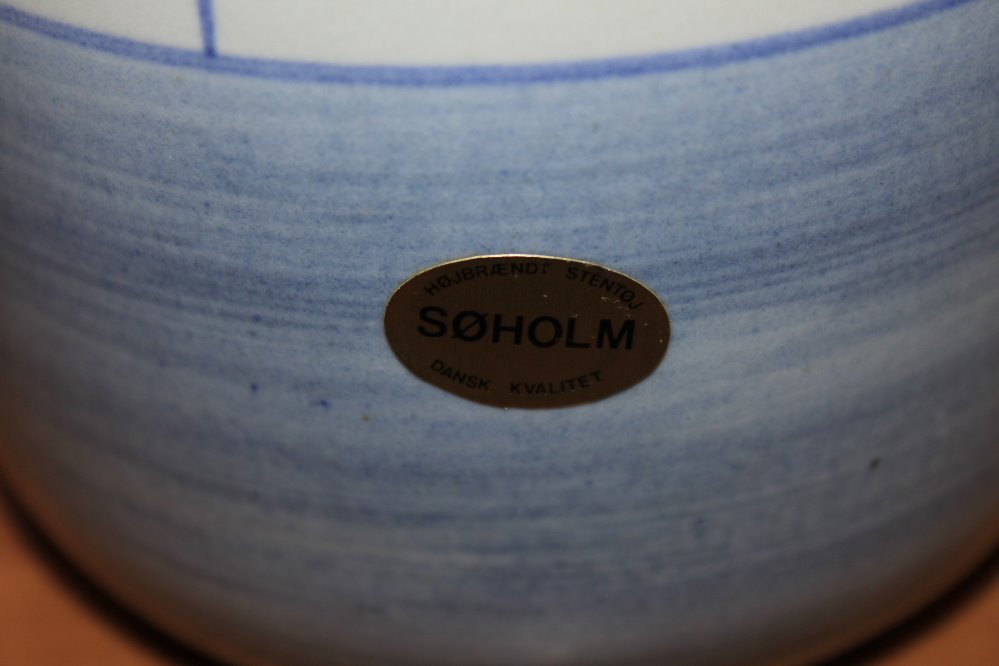 HØJBRÆNDT STENTØJ
SØHOLM
DANSK KVALITET